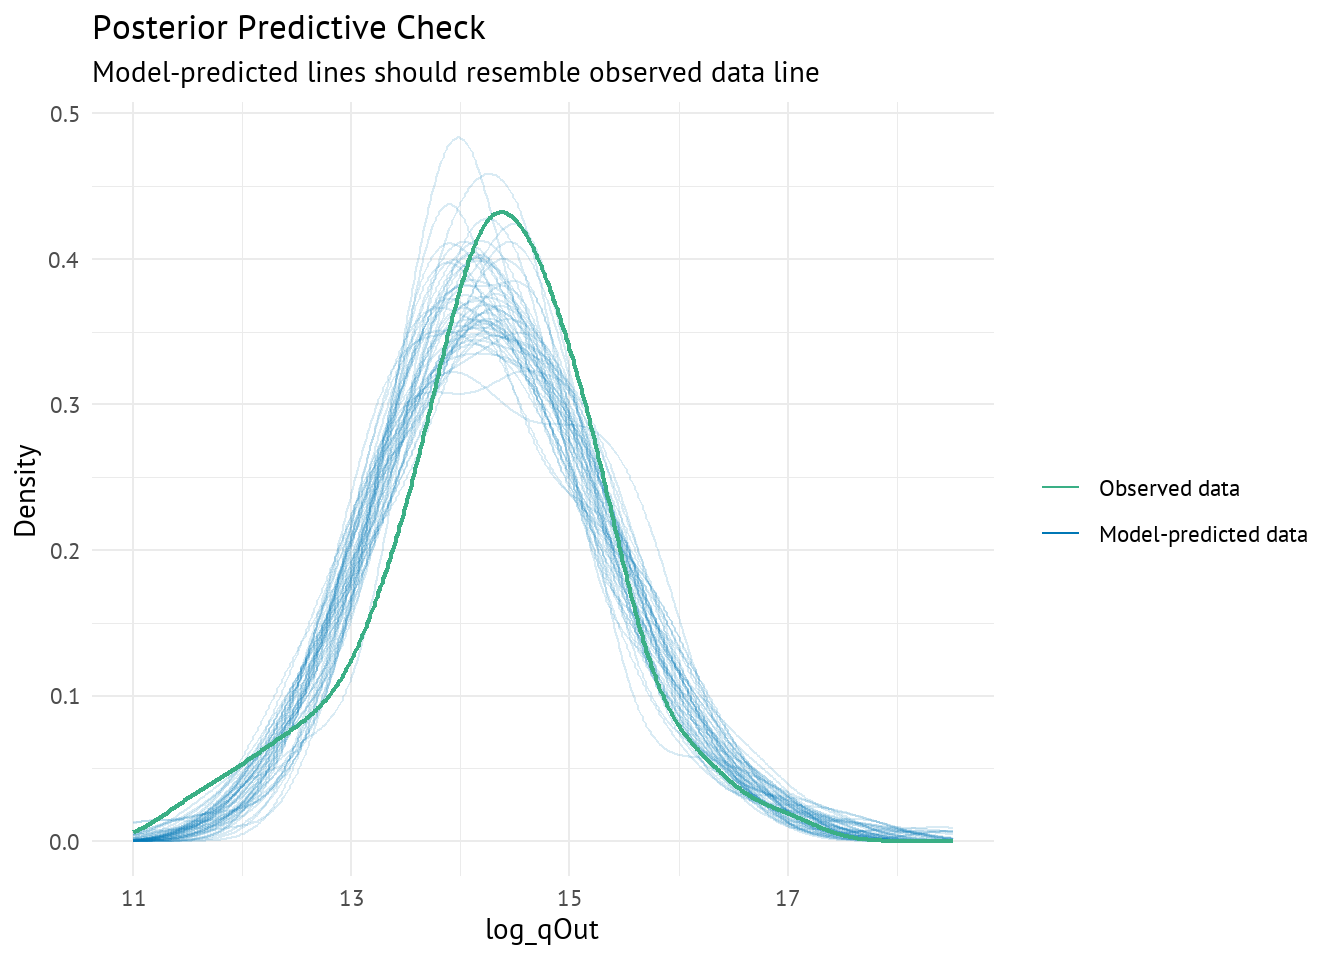 Posterior Predictive Check
Model-predicted lines should resemble observed data line
0.5
0.4
0.3
0.2
0.1
0.0
Density
11
13
15
17
log_qOut
Observed data
Model-predicted data